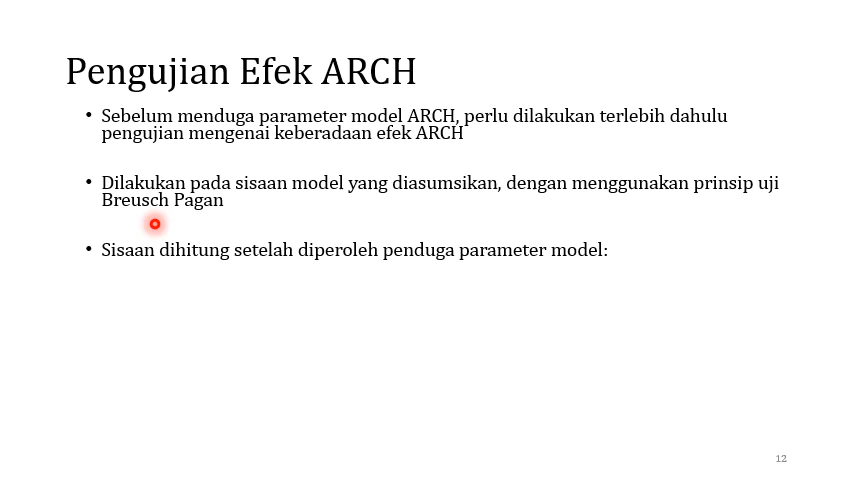 Pengujian Efek ARCH
• Sebelum menduga parameter model ARCH, perlu dilakukan terlebih dahulu
pengujian mengenai keberadaan efek ARCH
• Dilakukan pada sisaan model yang diasumsikan, dengan menggunakan prinsip uji
Breusch Pagan
• Sisaan dihitung setelah diperoleh penduga parameter model:
12